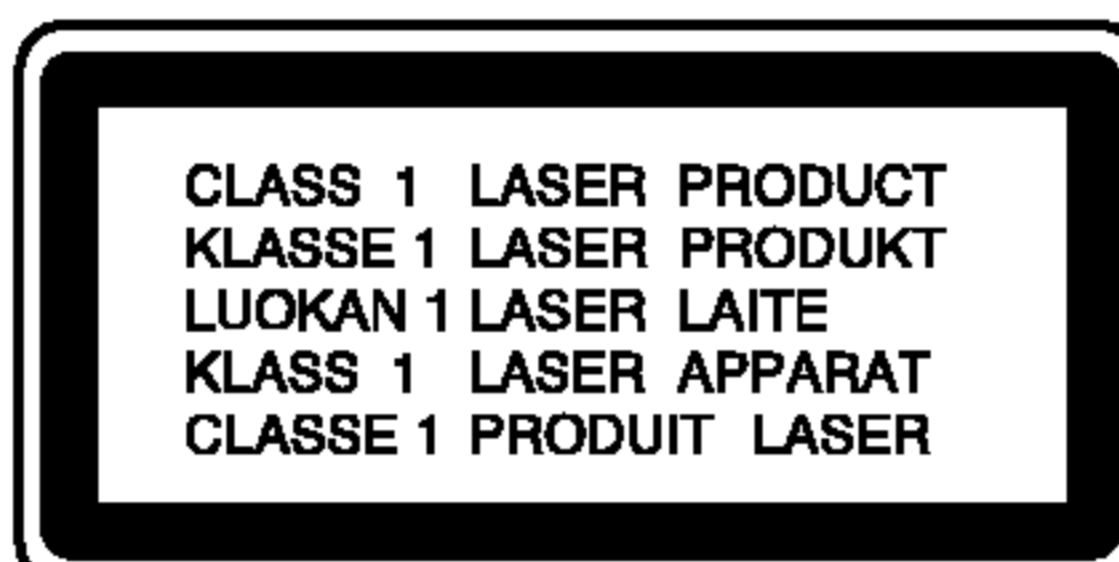 CLASS 1 LASER PRODUCT
KLASSE 1 LASER PRODUKT
LUOKAN 1 LASER LAITE
KLASS 1 LASER APPARAT
CLASSE 1 PRODUIT LASER